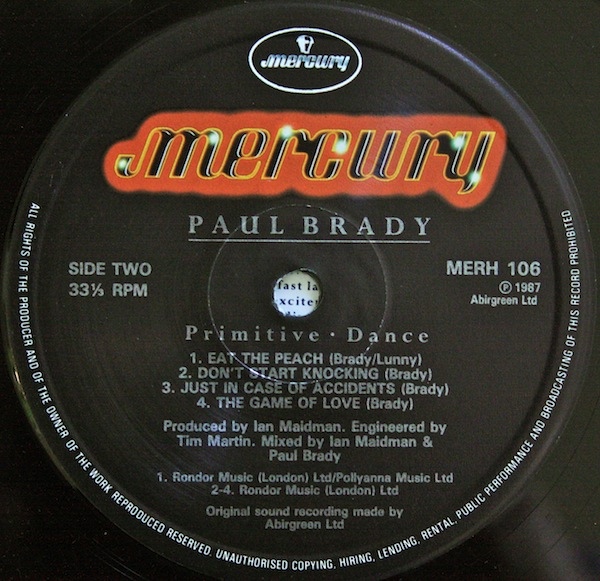 mercury
mercury
PAUL BRADY
SIDE TWO
33⅓ RPM
MERH 106
℗ 1987
Abirgreen Ltd
fast la
xcite
Primitive · Dance
1. EAT THE PEACH (Brady/Lunny)
2. DON'T START KNOCKING (Brady)
3. JUST IN CASE OF ACCIDENTS (Brady)
4. THE GAME OF LOVE (Brady)
Produced by Ian Maidman. Engineered by
Tim Martin. Mixed by Ian Maidman &
Paul Brady
1. Rondor Music (London) Ltd/Pollyanna Music Ltd
2-4. Rondor Music (London) Ltd
Original sound recording made by
Abirgreen Ltd
ALL RIGHTS OF THE PRODUCER AND OF THE OWNER OF THE WORK REPRODUCED RESERVED. UNAUTHORISED COPYING, HIRING, LENDING, RENTAL, PUBLIC PERFORMANCE AND BROADCASTING OF THIS RECORD PROHIBITED